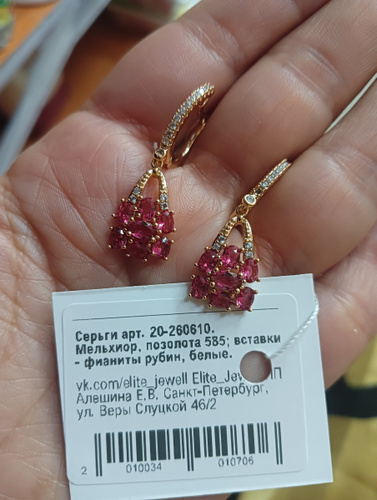 Серьги арт. 20-260610.
Мельхиор, позолота 585; вставки
- фианиты рубин, белые.
vk.com/elite_jewell Elite_Jew ИП
Алешина Е.В. Санкт-Петербург,
ул. Веры Слуцкой 46/2
2 010034 010706